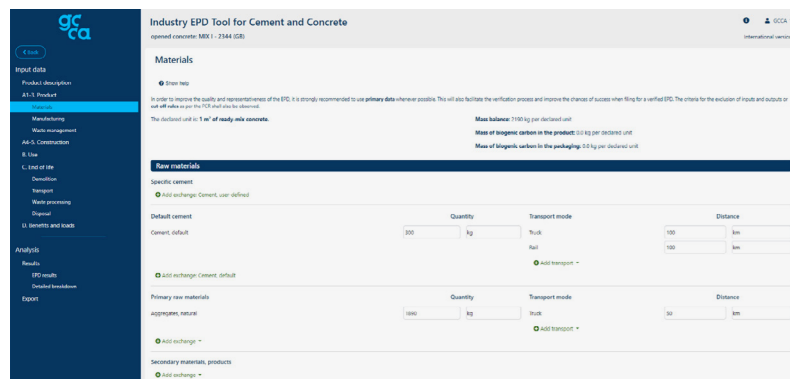 gcca
Industry EPD Tool for Cement and Concrete
GCCA
opened concrete: MIX I - 2344 (GB)
International version
Back
Input data
Product description
A1-3. Product
Materials
Manufacturing
Waste management
A4-5. Construction
B. Use
C. End of life
Demolition
Transport
Waste processing
Disposal
D. Benefits and loads
Analysis
Results
EPD results
Detailed breakdown
Export
Materials
Show help
In order to improve the quality and representativeness of the EPD, it is strongly recommended to use primary data whenever possible. This will also facilitate the verification process and improve the chances of success when filing for a verified EPD. The criteria for the exclusion of inputs and outputs or
cut off rules as per the PCR shall also be observed.
The declared unit is: 1 m³ of ready-mix concrete.
Mass balance: 2190 kg per declared unit
Mass of biogenic carbon in the product: 0.0 kg per declared unit
Mass of biogenic carbon in the packaging: 0.0 kg per declared unit
Raw materials
Specific cement
Add exchange: Cement, user defined
Default cement Quantity Transport mode Distance
Cement, default 300 kg Truck 100 km
Rail 100 km
Add transport
Add exchange: Cement, default
Primary raw materials Quantity Transport mode Distance
Aggregates, natural 1890 kg Truck 50 km
Add transport
Add exchange
Secondary materials, products
Add exchange